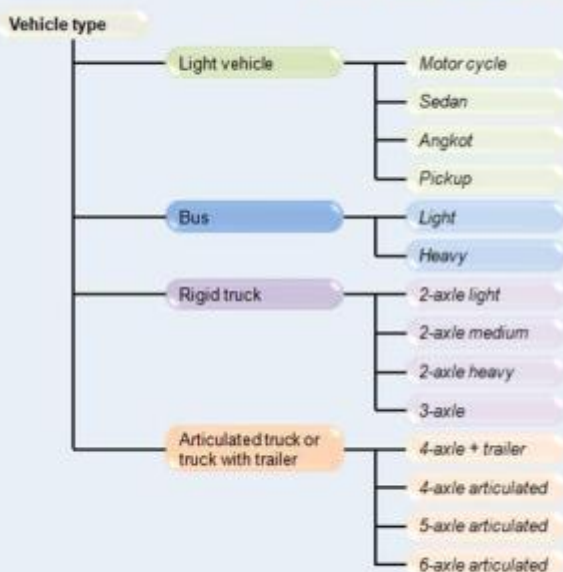 Vehicle type
Light vehicle
Motor cycle
Sedan
Angkot
Pickup
Bus
Light
Heavy
Rigid truck
2-axle light
2-axle medium
2-axle heavy
3-axle
Articulated truck or
truck with trailer
4-axle + trailer
4-axle articulated
5-axle articulated
6-axle articulated